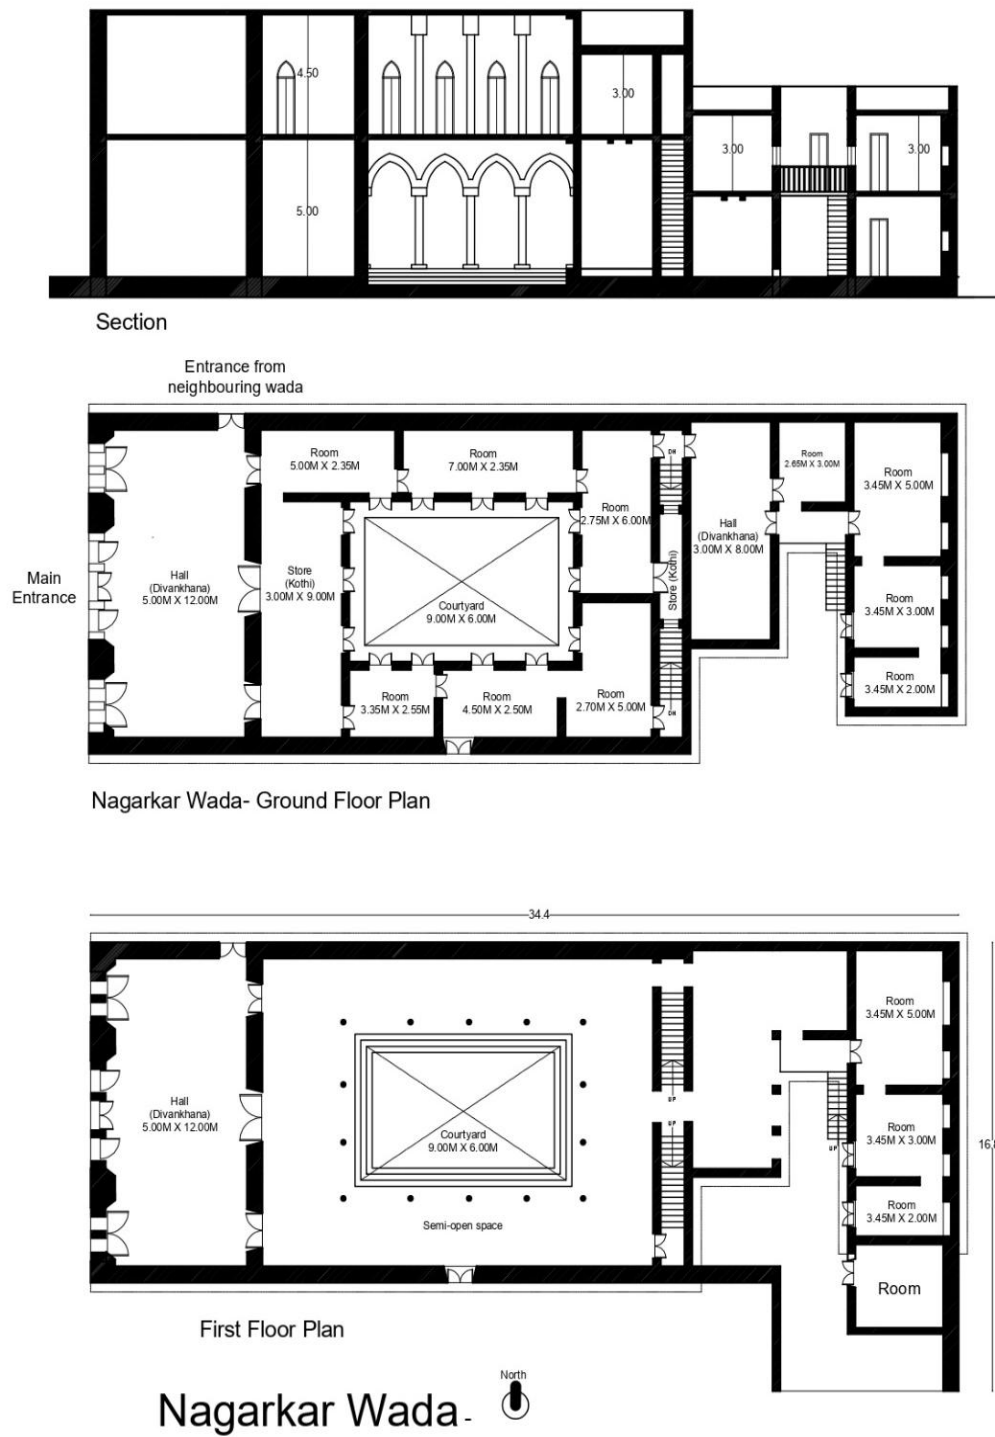 4.50
3.00
3.00
3.00
5.00
Section
Entrance from
neighbouring wada
Room
5.00M X 2.35M
Room
7.00M X 2.35M
DN
Room
2.65M X 3.00M
Room
3.45M X 5.00M
Room
2.75M X 6.00M
Hall
(Divankhana)
3.00M X 8.00M
Main
Entrance
Hall
(Divankhana)
5.00M X 12.00M
Store
(Kothi)
3.00M X 9.00M
Store (Kothi)
Courtyard
9.00M X 6.00M
Room
3.45M X 3.00M
Room
3.45M X 2.00M
Room
3.35M X 2.55M
Room
4.50M X 2.50M
Room
2.70M X 5.00M
DN
Nagarkar Wada- Ground Floor Plan
34.4
Room
3.45M X 5.00M
Hall
(Divankhana)
5.00M X 12.00M
UP
UP
Courtyard
9.00M X 6.00M
Room
3.45M X 3.00M
UP
Room
3.45M X 2.00M
Semi-open space
Room
First Floor Plan
North
Nagarkar Wada -